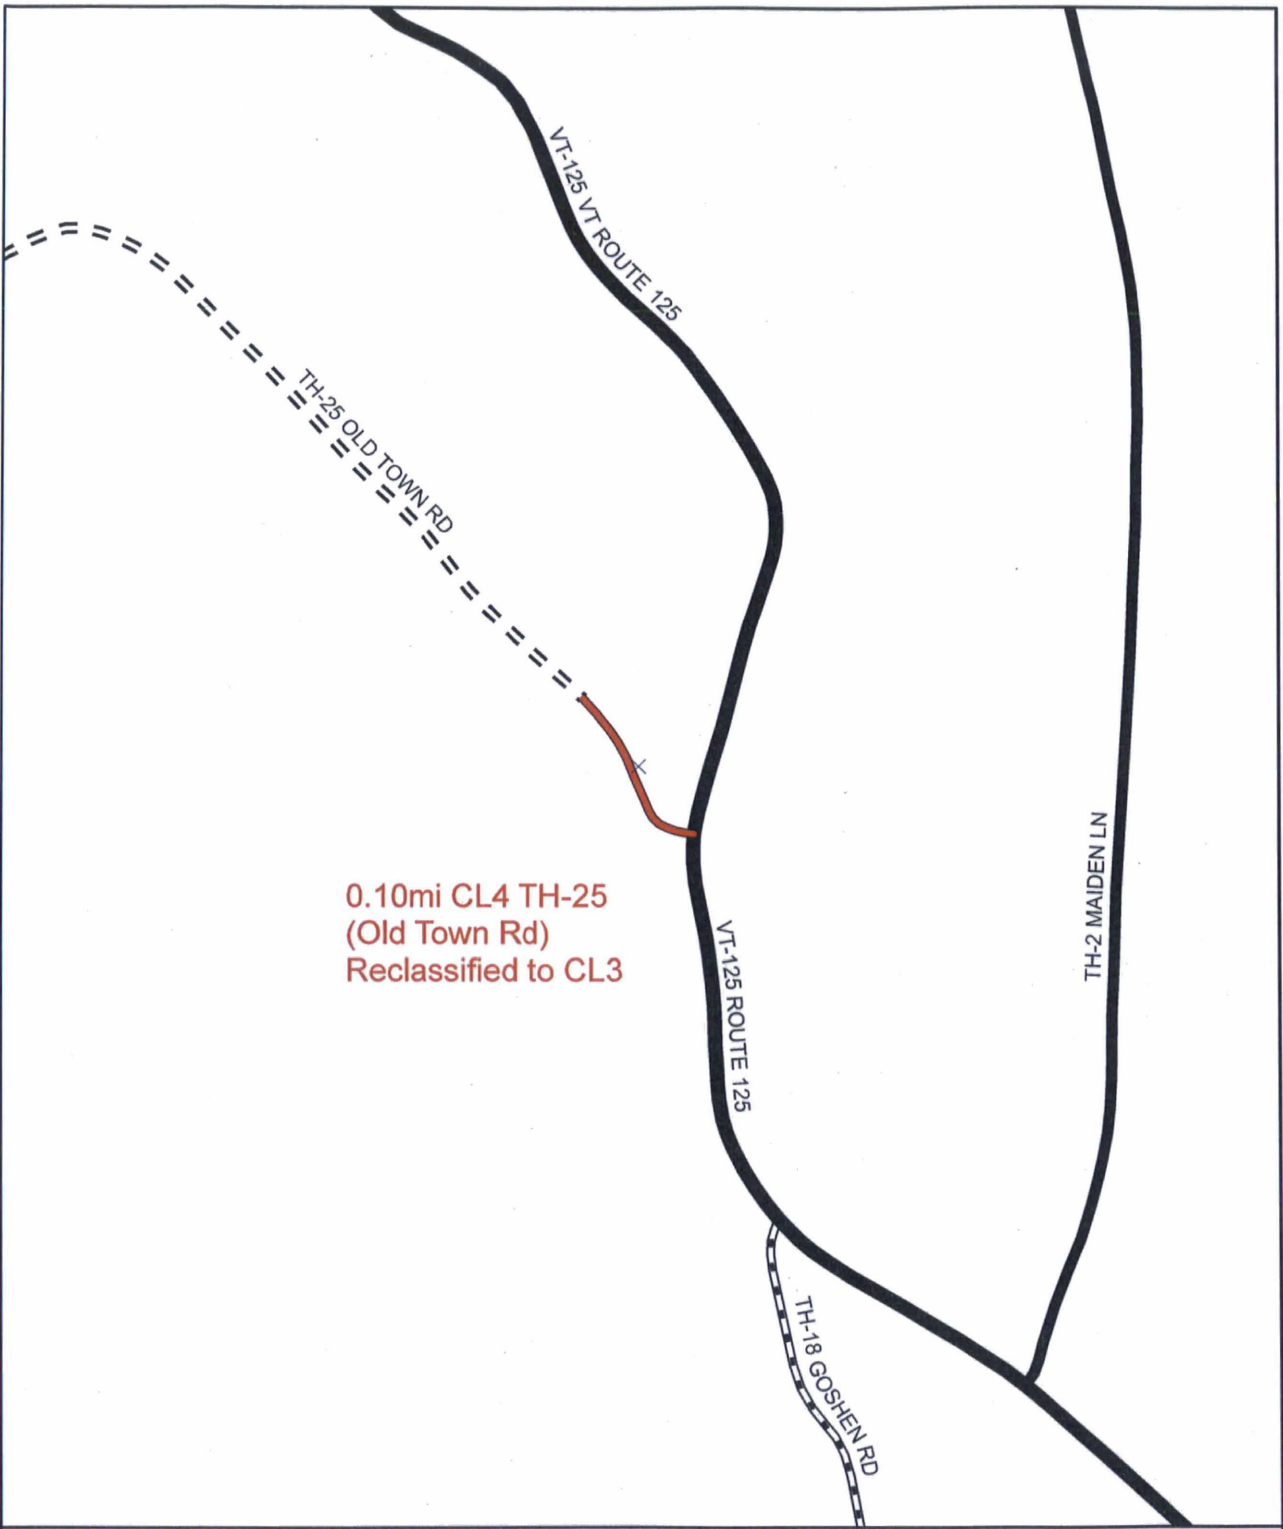 VT-125 VT ROUTE 125
TH-25 OLD TOWN RD
0.10mi CL4 TH-25
(Old Town Rd)
Reclassified to CL3
TH-2 MAIDEN LN
VT-125 ROUTE 125
TH-18 GOSHEN RD